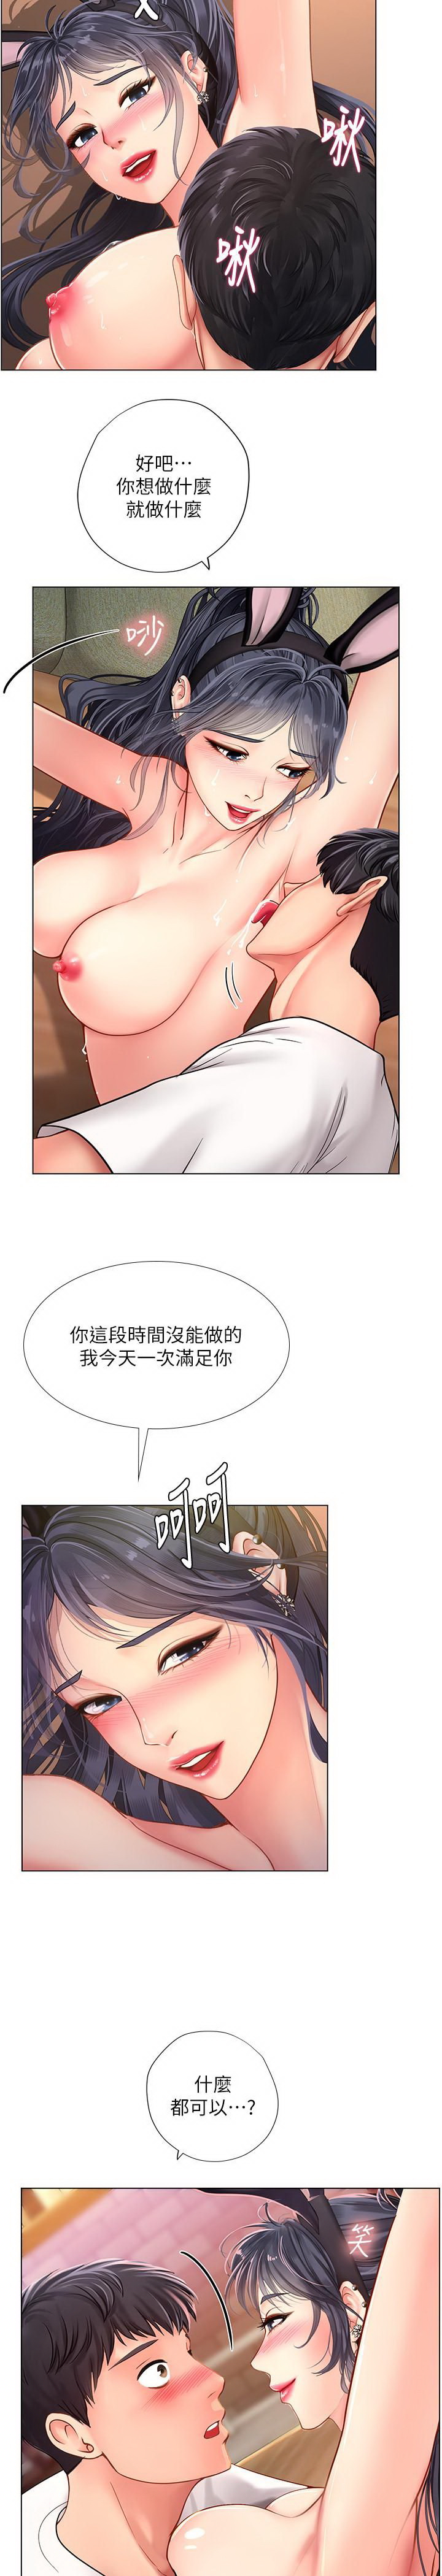 啾
啾
好吧…
你想做什麼
就做什麼
唦
你這段時間沒能做的
我今天一次滿足你
呵呵
什麼
都可以…?
笑